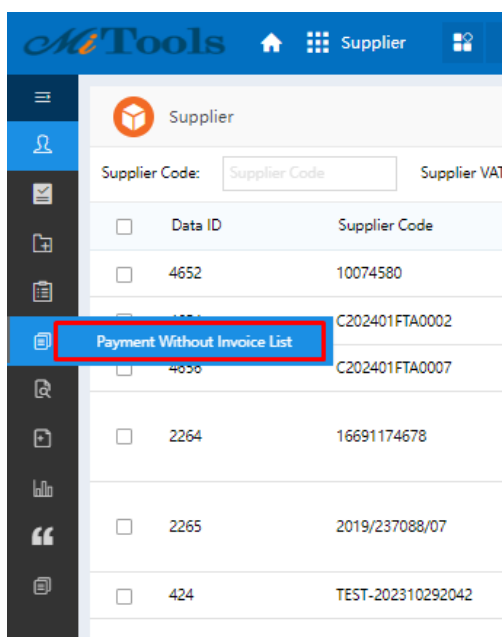 MiTools Supplier
Supplier
Supplier Code: Supplier Code Supplier VAT
Data ID Supplier Code
4652 10074580
C202401FTA0002
Payment Without Invoice List
C202401FTA0007
2264 16691174678
2265 2019/237088/07
424 TEST-202310292042